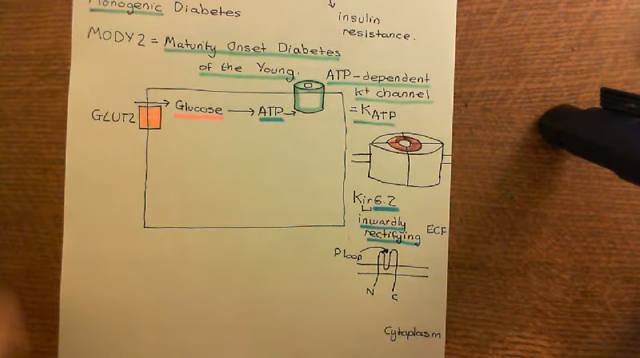 Monogenic Diabetes
insulin
resistance.
MODY2 = Maturity Onset Diabetes
of the Young.
ATP-dependent
K+ channel
= KATP
GLUT2
Glucose
ATP
Kir6.2
inwardly
rectifying
ECF
P loop
N
C
Cytoplasm